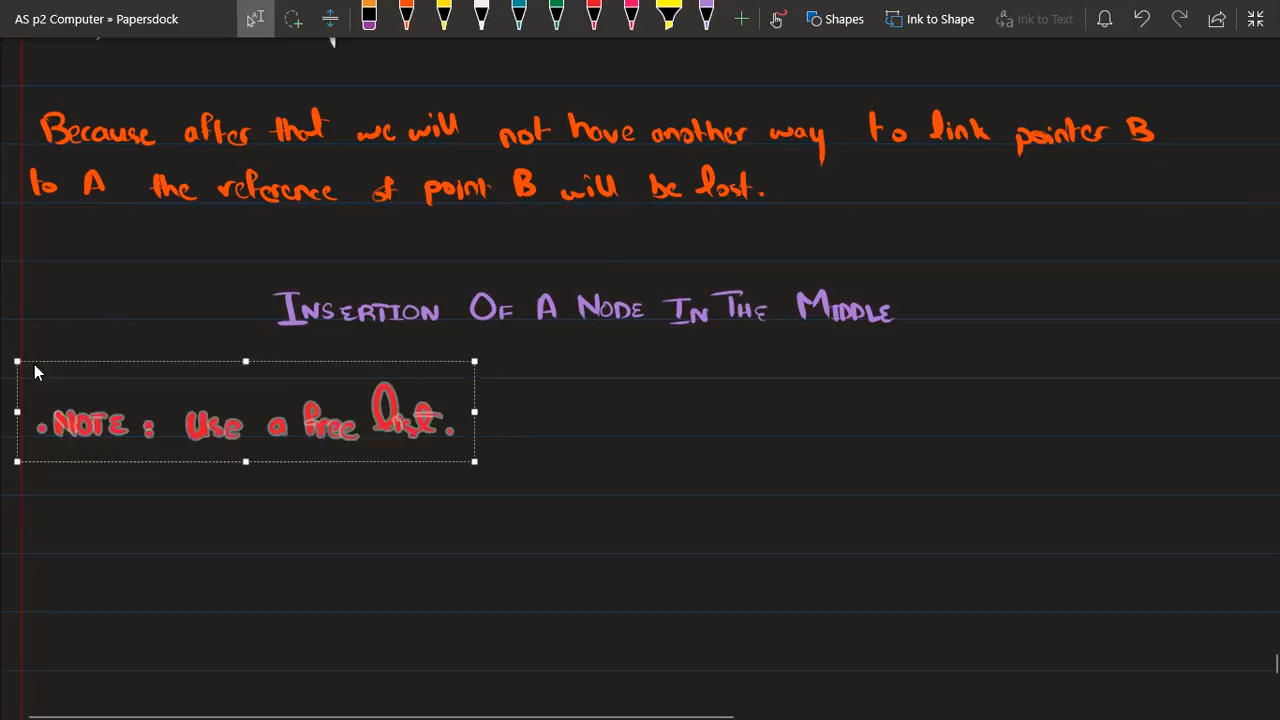 AS p2 Computer » Papersdock
Shapes
Ink to Shape
Ink to Text
Because after that we will not have another way to link pointer B
to A the reference of point B will be lost.
INSERTION OF A NODE IN THE MIDDLE
. NOTE : Use a free list.